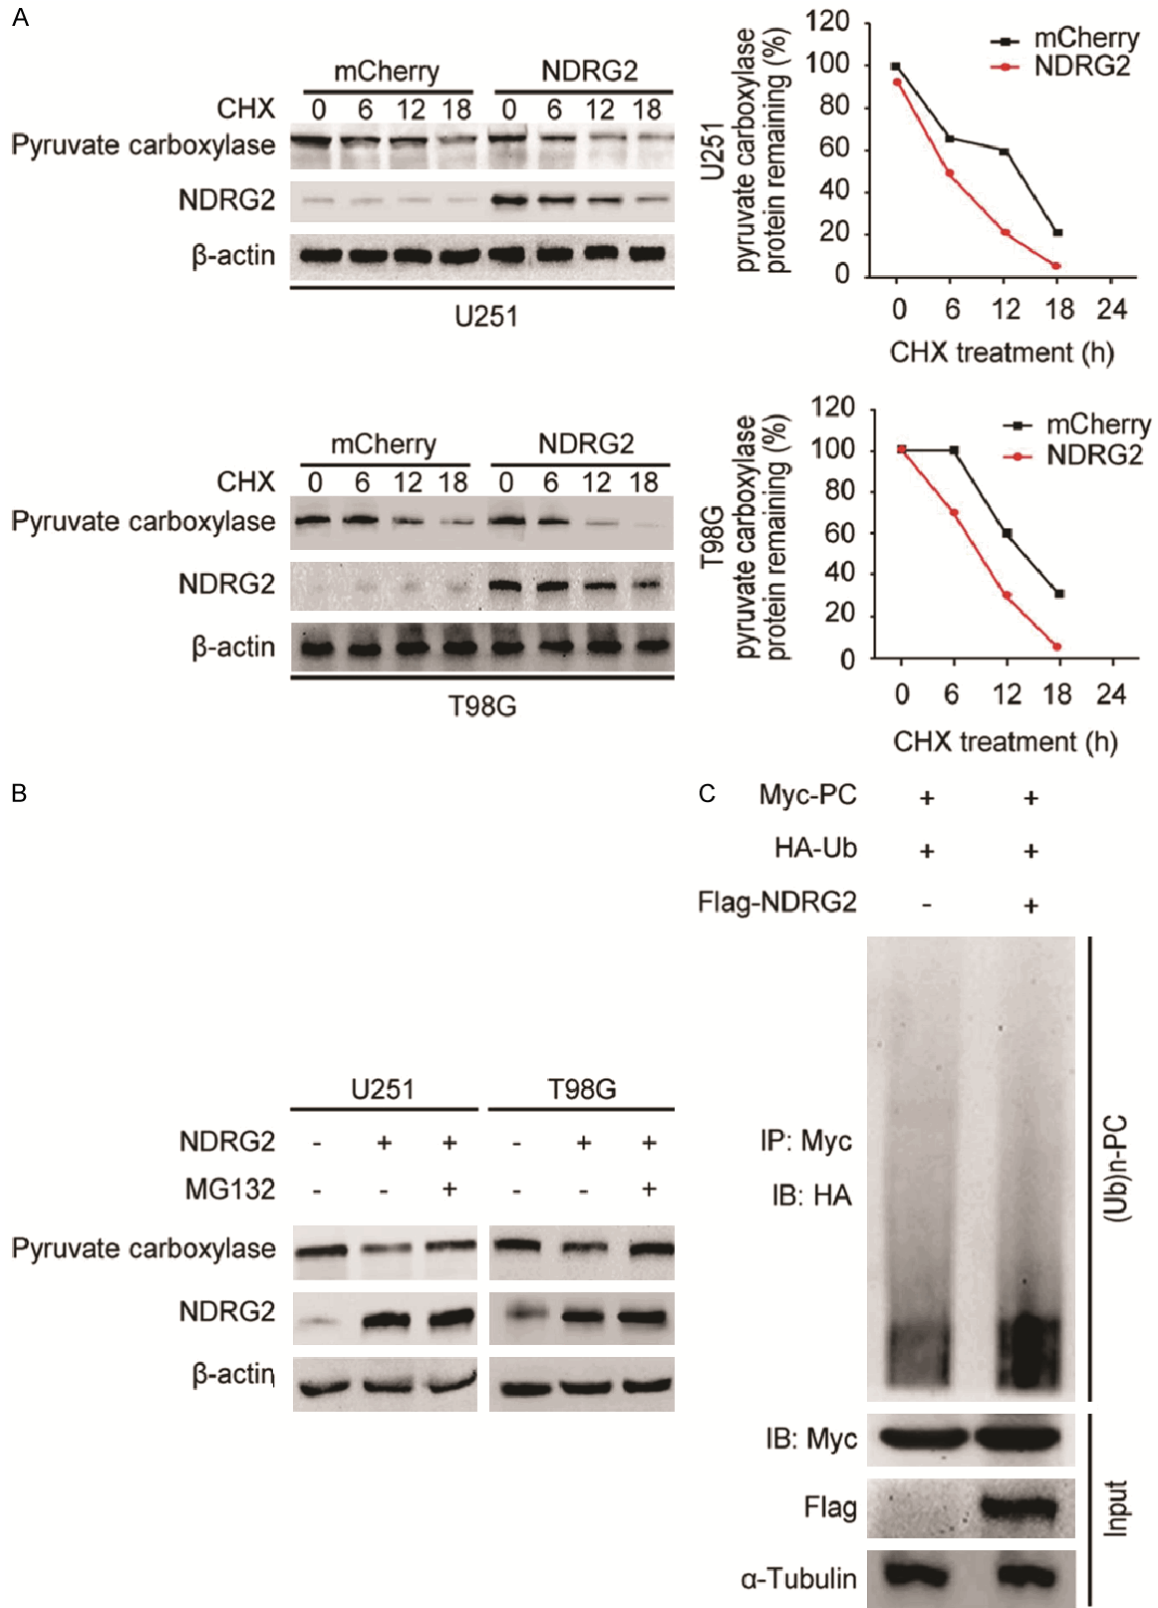 A
mCherry NDRG2
CHX 0 6 12 18 0 6 12 18
Pyruvate carboxylase
NDRG2
β-actin
U251
U251
pyruvate carboxylase
protein remaining (%)
120
100
80
60
40
20
0
mCherry
NDRG2
0 6 12 18 24
CHX treatment (h)
mCherry NDRG2
CHX 0 6 12 18 0 6 12 18
Pyruvate carboxylase
NDRG2
β-actin
T98G
T98G
pyruvate carboxylase
protein remaining (%)
120
100
80
60
40
20
0
mCherry
NDRG2
0 6 12 18 24
CHX treatment (h)
B
U251 T98G
NDRG2 - + + - + +
MG132 - - + - - +
Pyruvate carboxylase
NDRG2
β-actin
C
Myc-PC + +
HA-Ub + +
Flag-NDRG2 - +
IP: Myc
IB: HA
(Ub)n-PC
IB: Myc
Flag
α-Tubulin
Input